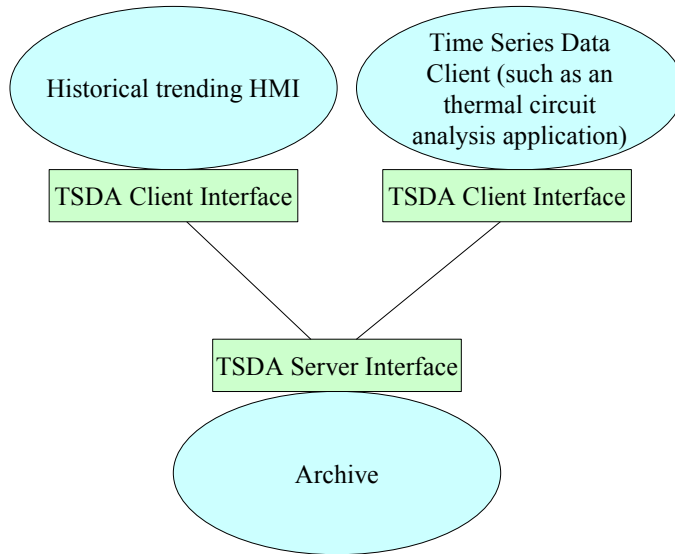 Historical trending HMI
Time Series Data
Client (such as an
thermal circuit
analysis application)
TSDA Client Interface
TSDA Client Interface
TSDA Server Interface
Archive